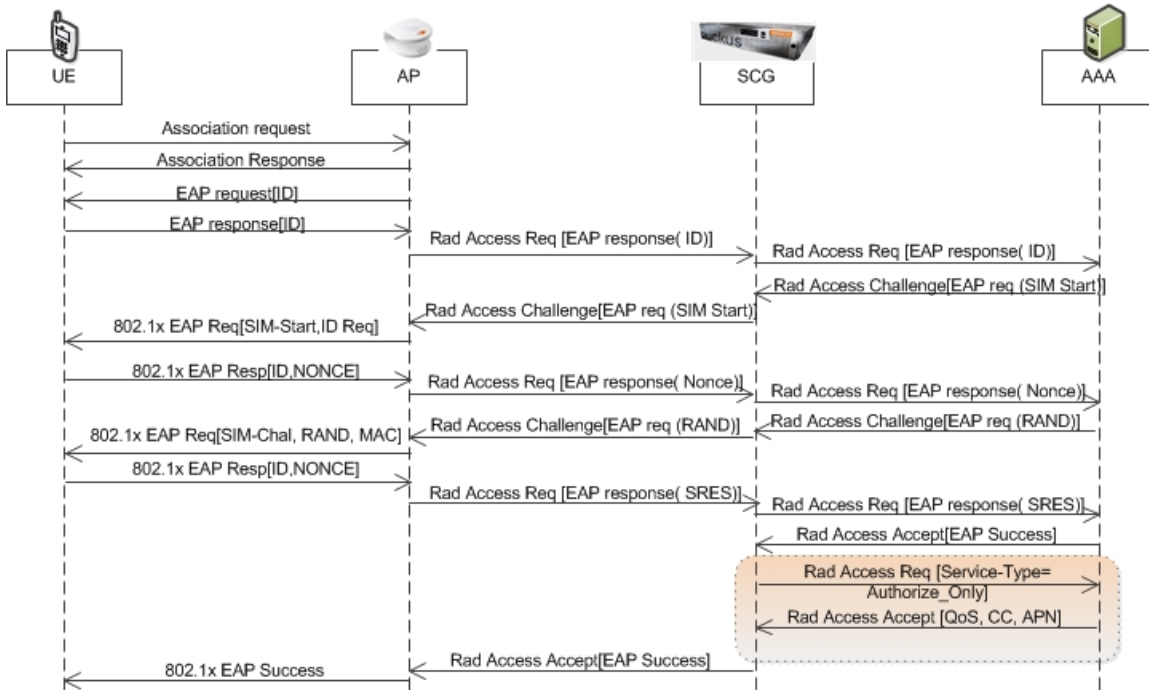 UE
AP
ruckus
SCG
AAA
Association request
Association Response
EAP request[ID]
EAP response[ID]
Rad Access Req [EAP response( ID)]
Rad Access Req [EAP response( ID)]
Rad Access Challenge[EAP req (SIM Start)]
Rad Access Challenge[EAP req (SIM Start)]
802.1x EAP Req[SIM-Start,ID Req]
802.1x EAP Resp[ID,NONCE]
Rad Access Req [EAP response( Nonce)]
Rad Access Req [EAP response( Nonce)]
Rad Access Challenge[EAP req (RAND)]
Rad Access Challenge[EAP req (RAND)]
802.1x EAP Req[SIM-Chal, RAND, MAC]
802.1x EAP Resp[ID,NONCE]
Rad Access Req [EAP response( SRES)]
Rad Access Req [EAP response( SRES)]
Rad Access Accept[EAP Success]
Rad Access Req [Service-Type=
Authorize_Only]
Rad Access Accept [QoS, CC, APN]
Rad Access Accept[EAP Success]
802.1x EAP Success